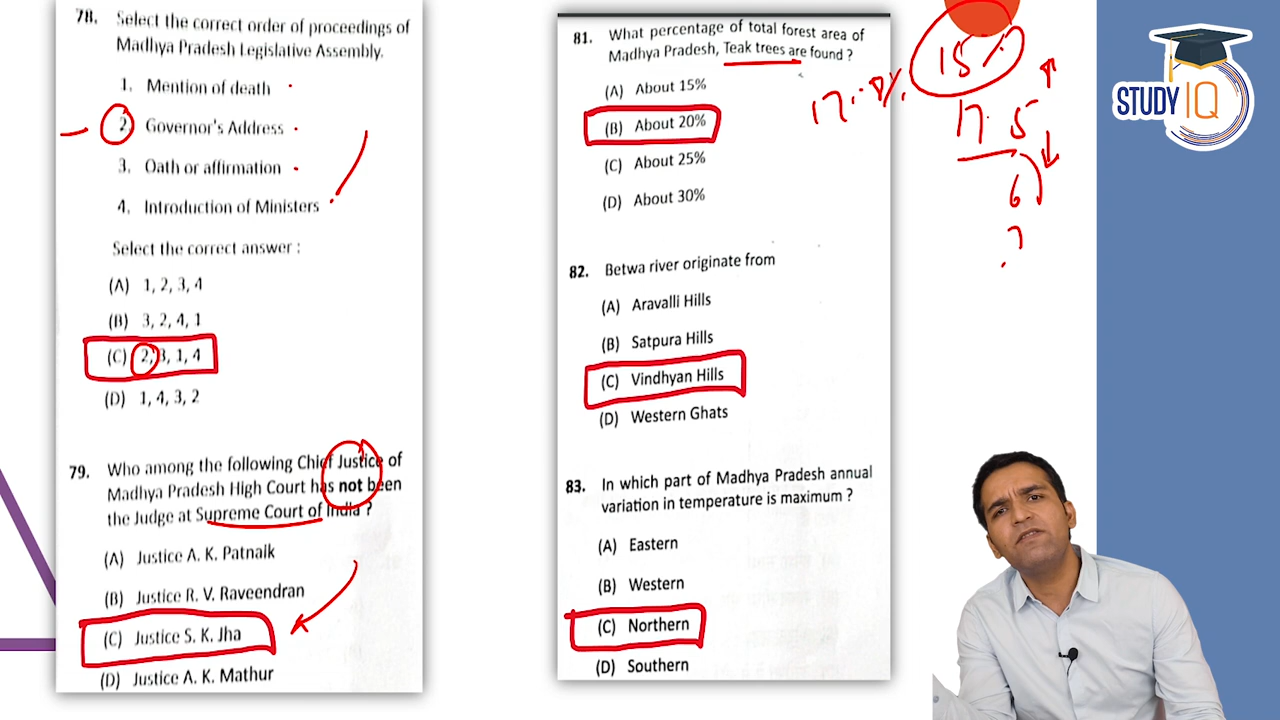 78. Select the correct order of proceedings of
Madhya Pradesh Legislative Assembly.
1. Mention of death
2. Governor's Address
3. Oath or affirmation
4. Introduction of Ministers
Select the correct answer :
(A) 1, 2, 3, 4
(B) 3, 2, 4, 1
(C) 2, 3, 1, 4
(D) 1, 4, 3, 2
79. Who among the following Chief Justice of
Madhya Pradesh High Court has not been
the Judge at Supreme Court of India ?
(A) Justice A. K. Patnaik
(B) Justice R. V. Raveendran
(C) Justice S. K. Jha
(D) Justice A. K. Mathur
81. What percentage of total forest area of
Madhya Pradesh, Teak trees are found ?
(A) About 15%
(B) About 20%
(C) About 25%
(D) About 30%
82. Betwa river originate from
(A) Aravalli Hills
(B) Satpura Hills
(C) Vindhyan Hills
(D) Western Ghats
83. In which part of Madhya Pradesh annual
variation in temperature is maximum ?
(A) Eastern
(B) Western
(C) Northern
(D) Southern
15%
17.5
6
?
STUDY IQ